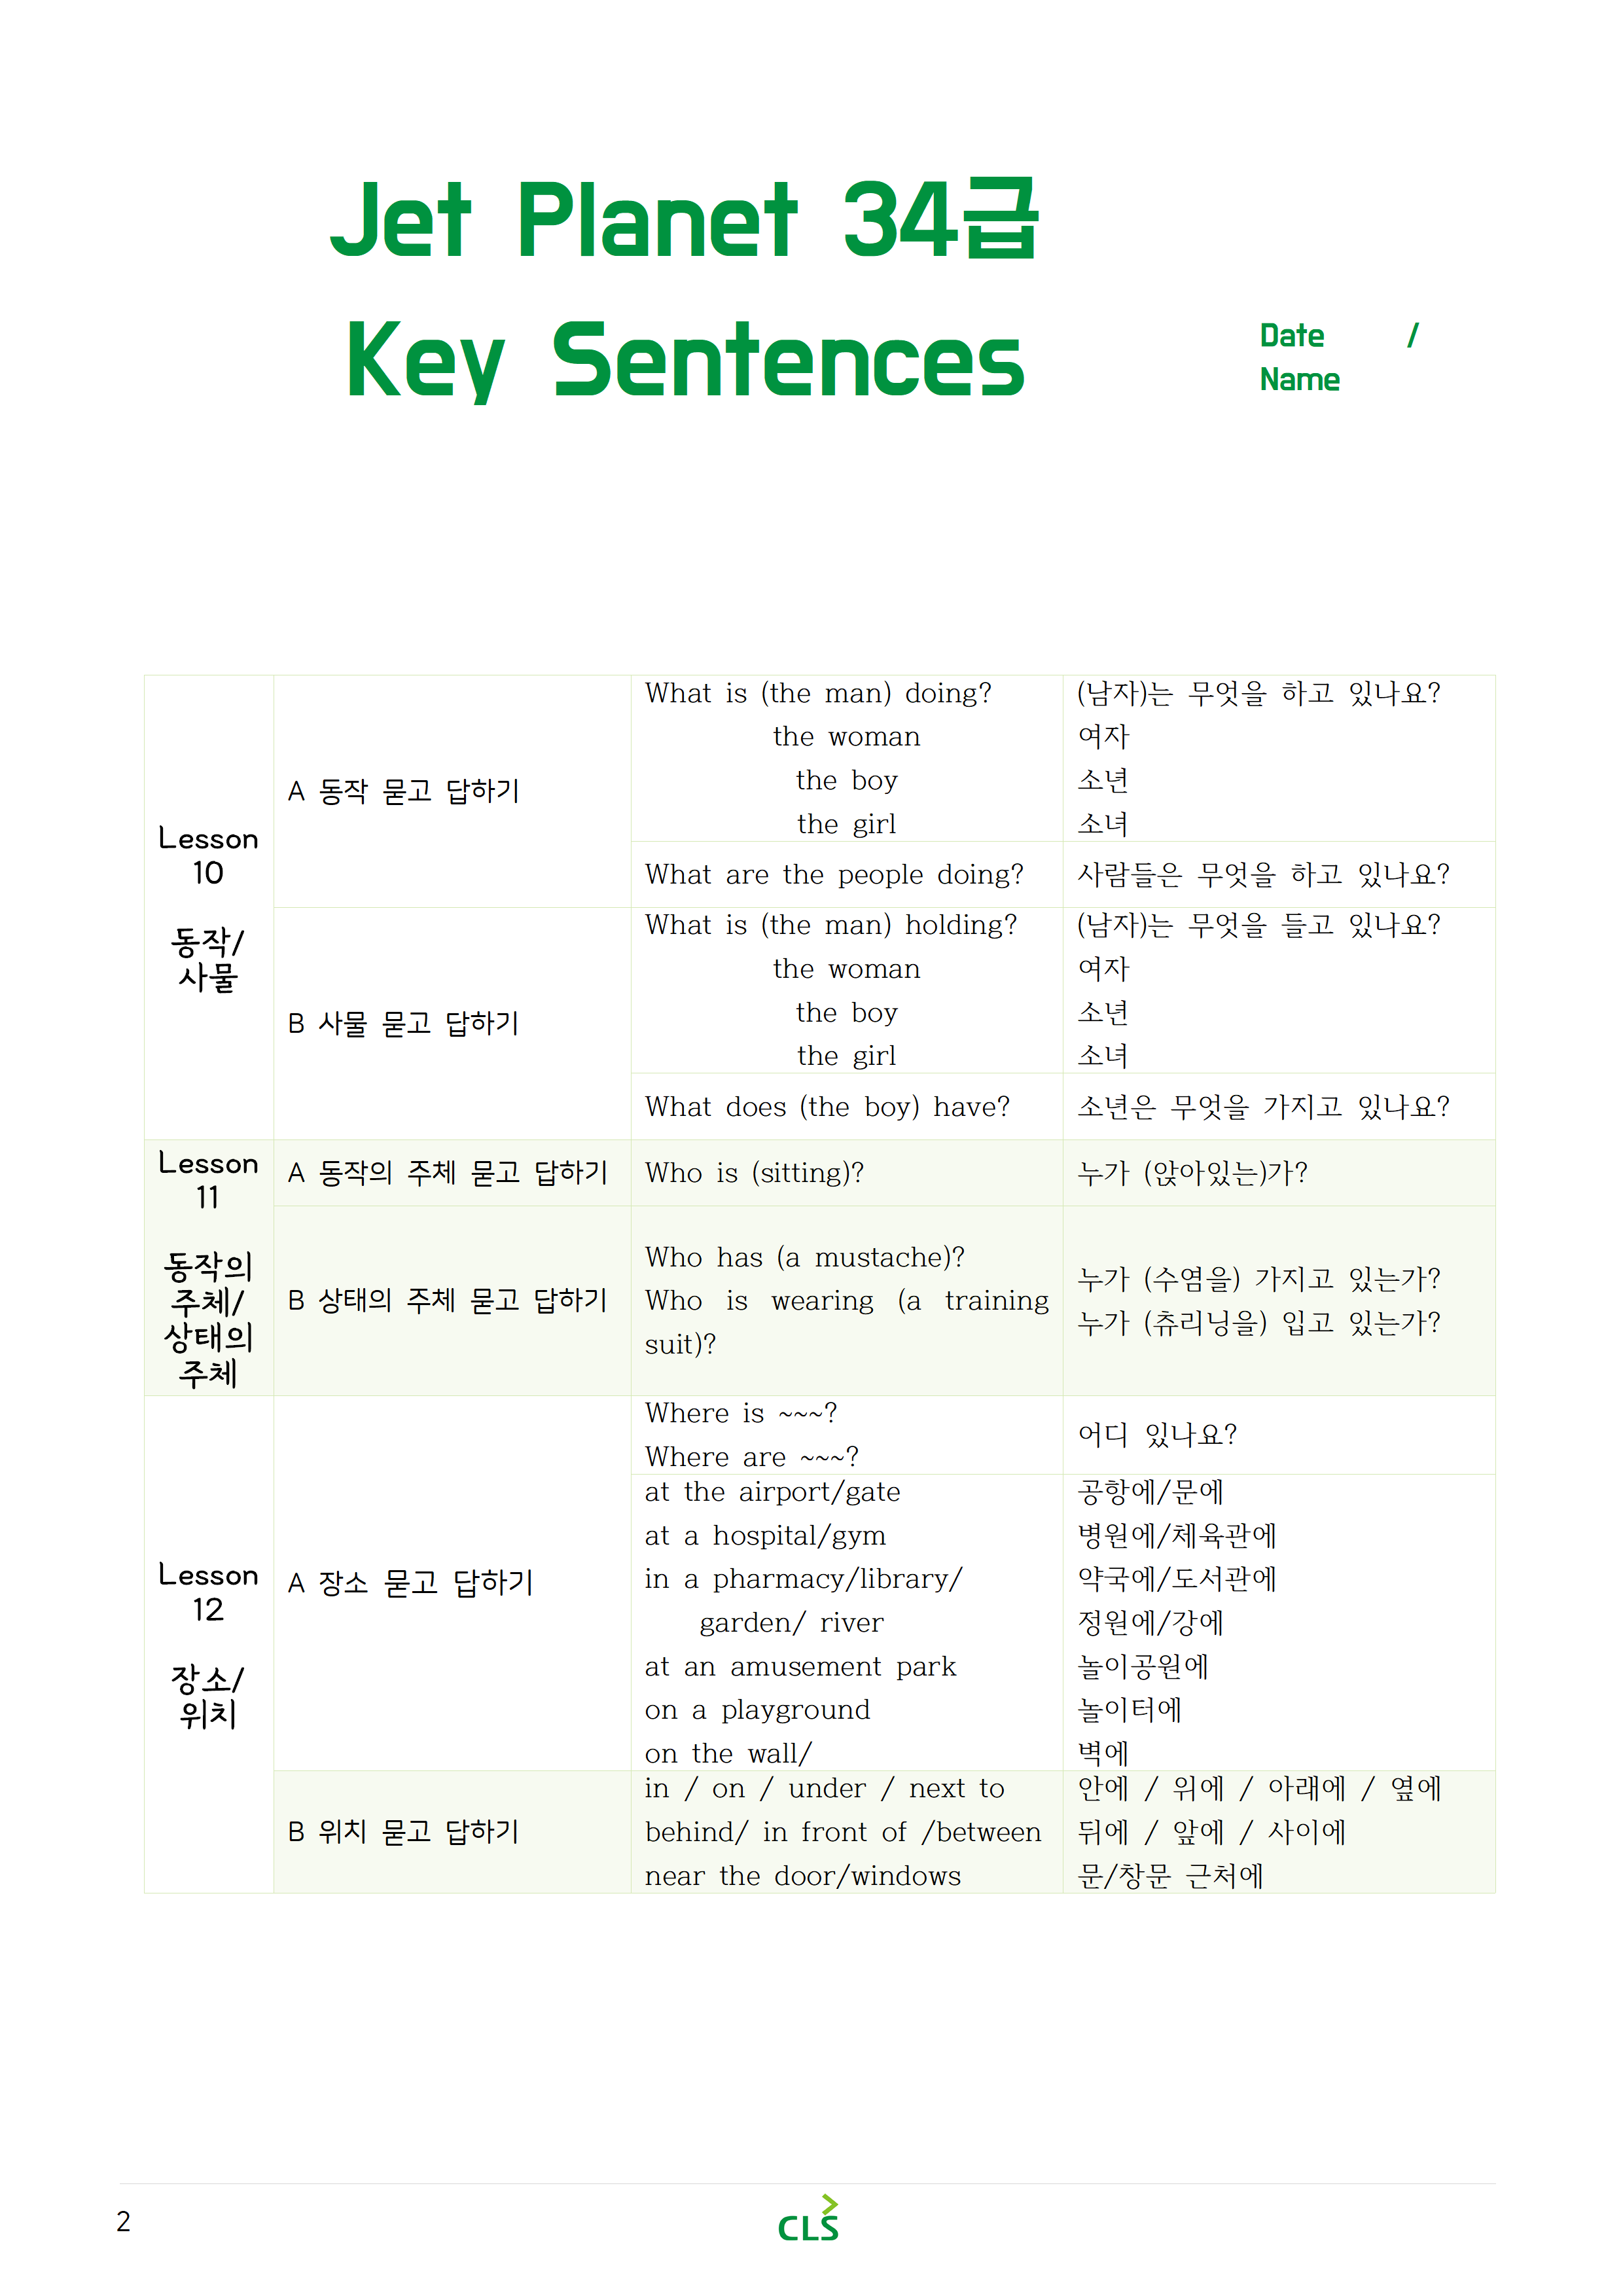 Jet Planet 34급
Key Sentences
Date /
Name
Lesson
10
동작/
사물
A 동작 묻고 답하기
What is (the man) doing?
the woman
the boy
the girl
(남자)는 무엇을 하고 있나요?
여자
소년
소녀
What are the people doing?
사람들은 무엇을 하고 있나요?
B 사물 묻고 답하기
What is (the man) holding?
the woman
the boy
the girl
(남자)는 무엇을 들고 있나요?
여자
소년
소녀
What does (the boy) have?
소년은 무엇을 가지고 있나요?
Lesson
11
동작의
주체/
상태의
주체
A 동작의 주체 묻고 답하기
Who is (sitting)?
누가 (앉아있는)가?
B 상태의 주체 묻고 답하기
Who has (a mustache)?
Who is wearing (a training
suit)?
누가 (수염을) 가지고 있는가?
누가 (츄리닝을) 입고 있는가?
Lesson
12
장소/
위치
A 장소 묻고 답하기
Where is ~~~?
Where are ~~~?
어디 있나요?
at the airport/gate
at a hospital/gym
in a pharmacy/library/
garden/ river
at an amusement park
on a playground
on the wall/
공항에/문에
병원에/체육관에
약국에/도서관에
정원에/강에
놀이공원에
놀이터에
벽에
B 위치 묻고 답하기
in / on / under / next to
behind/ in front of /between
near the door/windows
안에 / 위에 / 아래에 / 옆에
뒤에 / 앞에 / 사이에
문/창문 근처에
2
CLS